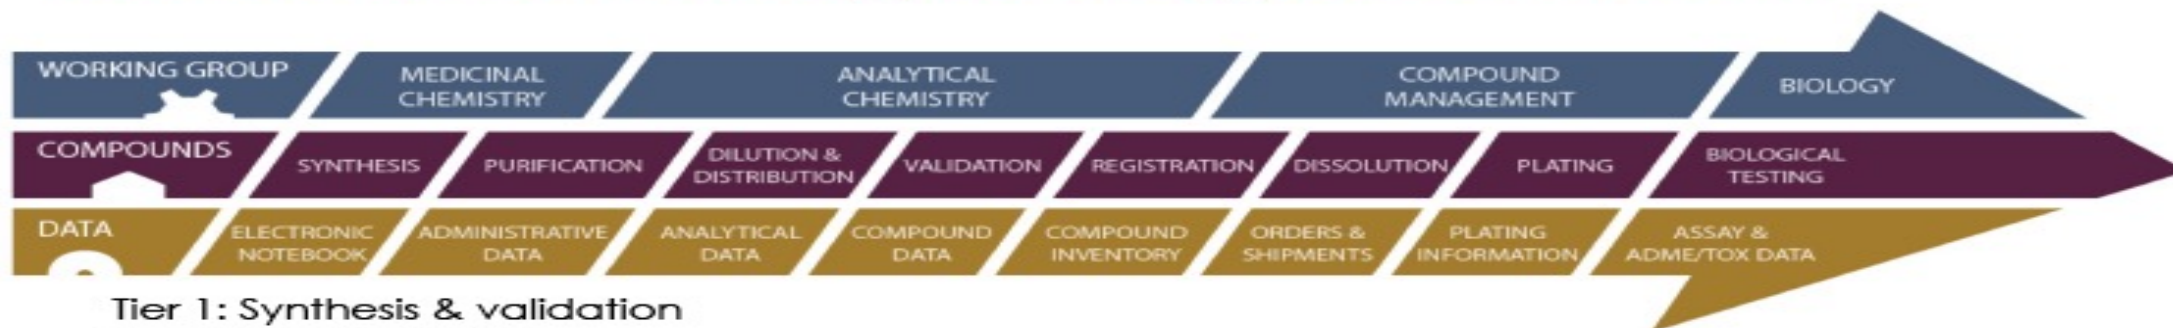 WORKING GROUP
MEDICINAL
CHEMISTRY
ANALYTICAL
CHEMISTRY
COMPOUND
MANAGEMENT
BIOLOGY
COMPOUNDS
SYNTHESIS
PURIFICATION
DILUTION &
DISTRIBUTION
VALIDATION
REGISTRATION
DISSOLUTION
PLATING
BIOLOGICAL
TESTING
DATA
ELECTRONIC
NOTEBOOK
ADMINISTRATIVE
DATA
ANALYTICAL
DATA
COMPOUND
DATA
COMPOUND
INVENTORY
ORDERS &
SHIPMENTS
PLATING
INFORMATION
ASSAY &
ADME/TOX DATA
Tier 1: Synthesis & validation